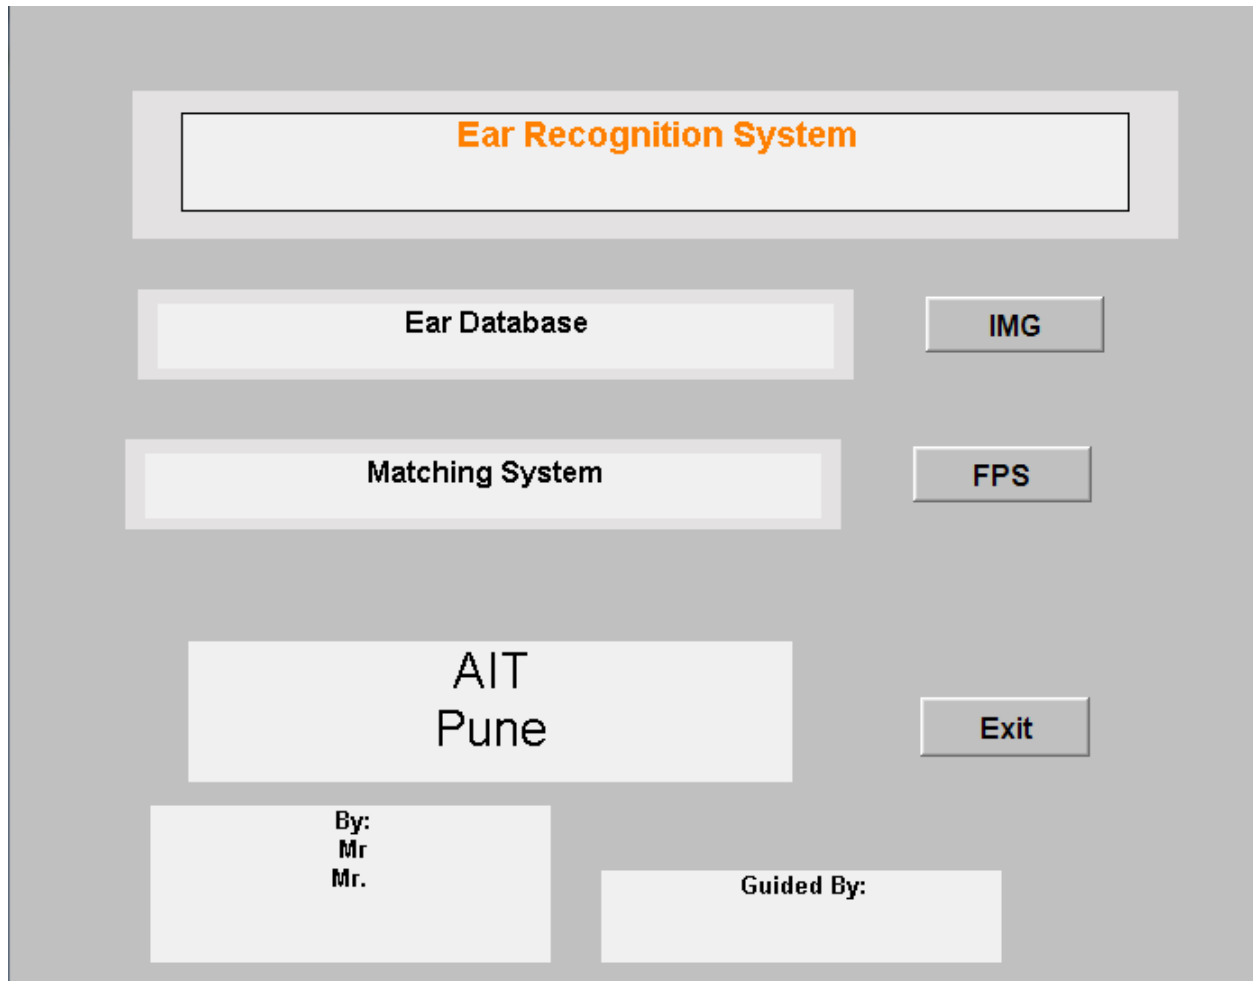 Ear Recognition System
Ear Database
IMG
Matching System
FPS
AIT
Pune
Exit
By:
Mr
Mr.
Guided By: